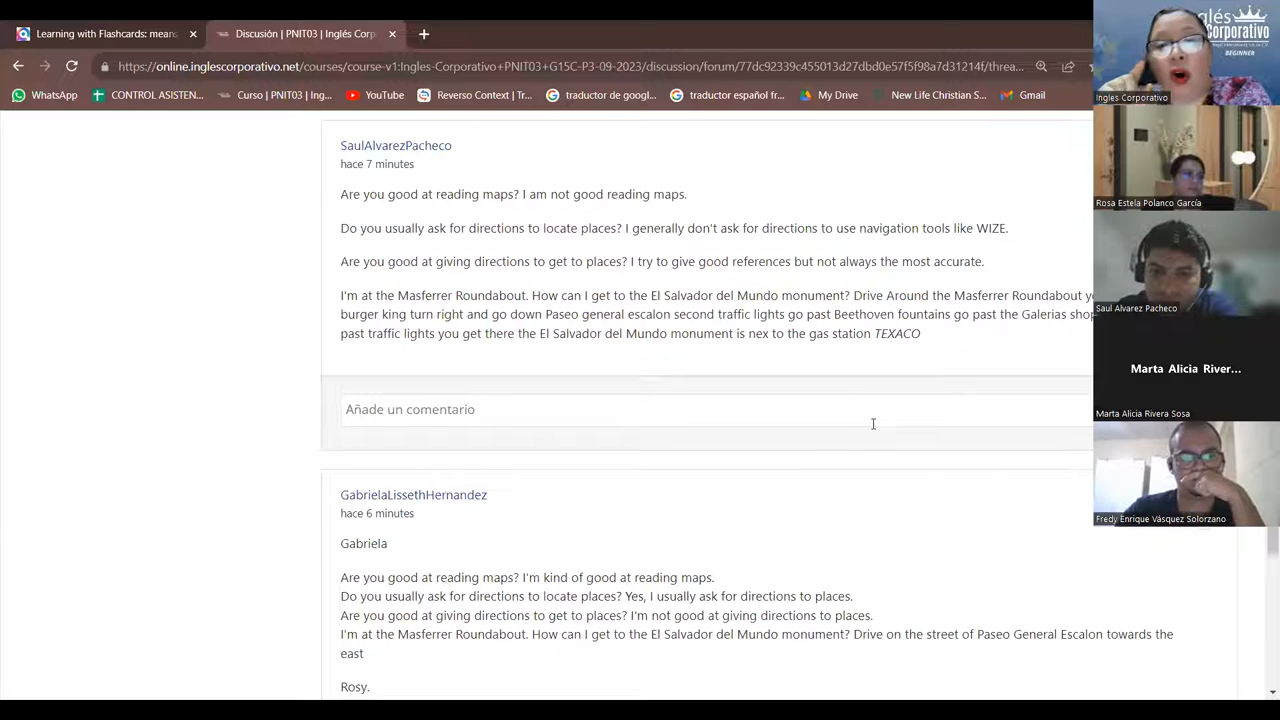 Learning with Flashcards: mean
Discusión | PNIT03 | Inglés Corp
https://online.inglescorporativo.net/courses/course-v1:Ingles-Corporativo+PNIT03+G15C-P3-09-2023/discussion/forum/77dc92339c455013d27dbd0e57f5f98a7d31214f/threa...
WhatsApp
CONTROL ASISTEN...
Curso | PNIT03 | Ing...
YouTube
Reverso Context | Tr...
traductor de googl...
traductor español fr...
My Drive
New Life Christian S...
Gmail
SaulAlvarezPacheco
hace 7 minutes
Are you good at reading maps? I am not good reading maps.
Do you usually ask for directions to locate places? I generally don't ask for directions to use navigation tools like WIZE.
Are you good at giving directions to get to places? I try to give good references but not always the most accurate.
I'm at the Masferrer Roundabout. How can I get to the El Salvador del Mundo monument? Drive Around the Masferrer Roundabout
burger kind turn right end go down Paseo general escalon second traffic lights go past Beethoven fountains go past the Galerias
past traffic lights you get there the El Salvador del Mundo monument is nex to the gas station TEXACO
Añade un comentario
GabrielaLissethHernandez
hace 6 minutes
Gabriela
Are you good at reading maps? I'm kind of good at reading maps.
Do you usually ask for directions to locate places? Yes, I usually ask for directions to places.
Are you good at giving directions to get to places? I'm not good at giving directions to places.
I'm at the Masferrer Roundabout. How can I get to the El Salvador del Mundo monument? Drive on the street of Paseo General Escalon towards the
east
Rosy.
Corporativo
BEGINNER
Ingles Corporativo
Rosa Estela Polanco García
Saul Alvarez Pacheco
Marta Alicia River...
Marta Alicia Rivera Sosa
Fredy Enrique Vásquez Solorzano